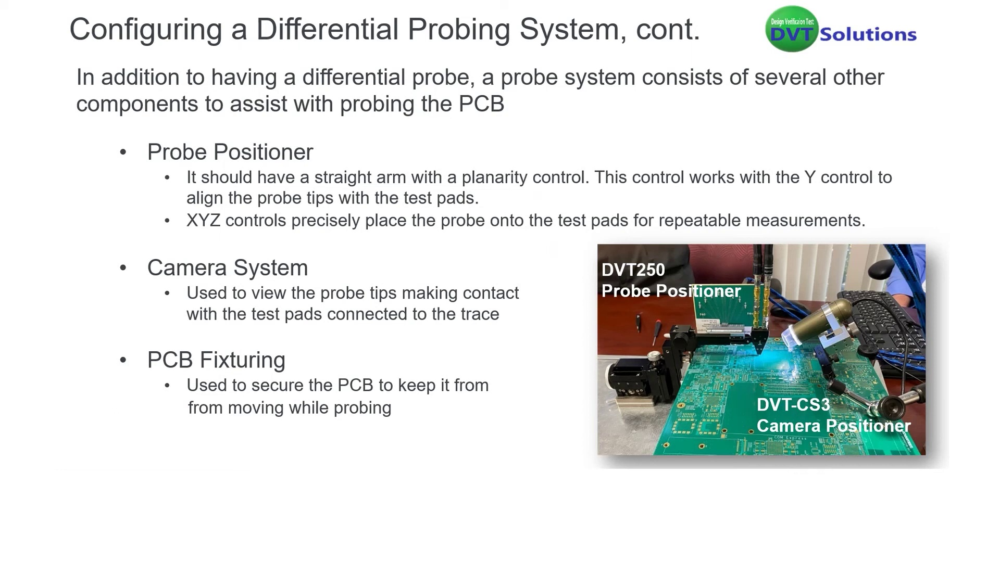 Configuring a Differential Probing System, cont.
Design Verificaion Test
DVT Solutions
In addition to having a differential probe, a probe system consists of several other
components to assist with probing the PCB
• Probe Positioner
• It should have a straight arm with a planarity control. This control works with the Y control to
align the probe tips with the test pads.
• XYZ controls precisely place the probe onto the test pads for repeatable measurements.
• Camera System
• Used to view the probe tips making contact
with the test pads connected to the trace
• PCB Fixturing
• Used to secure the PCB to keep it from
from moving while probing
DVT250
Probe Positioner
DVT-CS3
Camera Positioner
COM Express